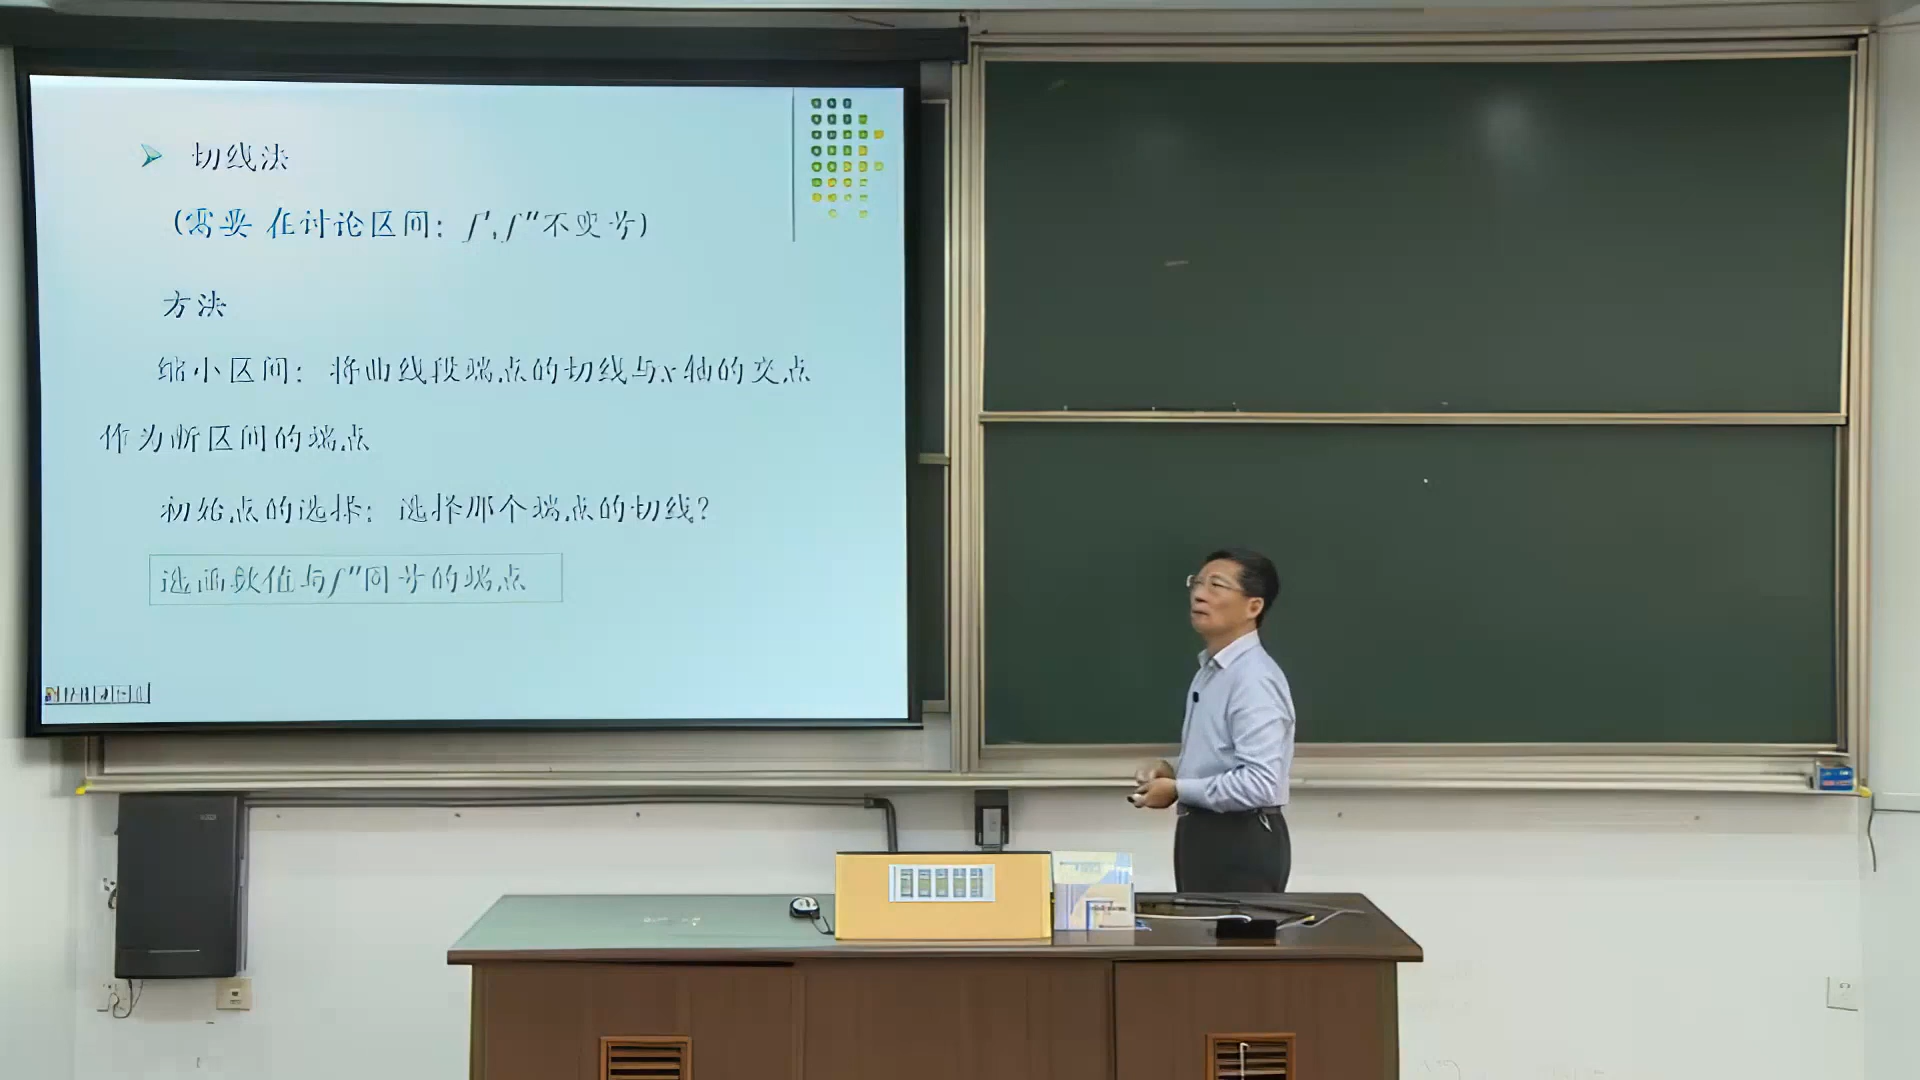 切线法
(需要 在讨论区间: f′, f″不变号)
方法
缩小区间: 将曲线段端点的切线与x轴的交点
作为新区间的端点
初始点的选择: 选择那个端点的切线?
选函数值与f″同号的端点